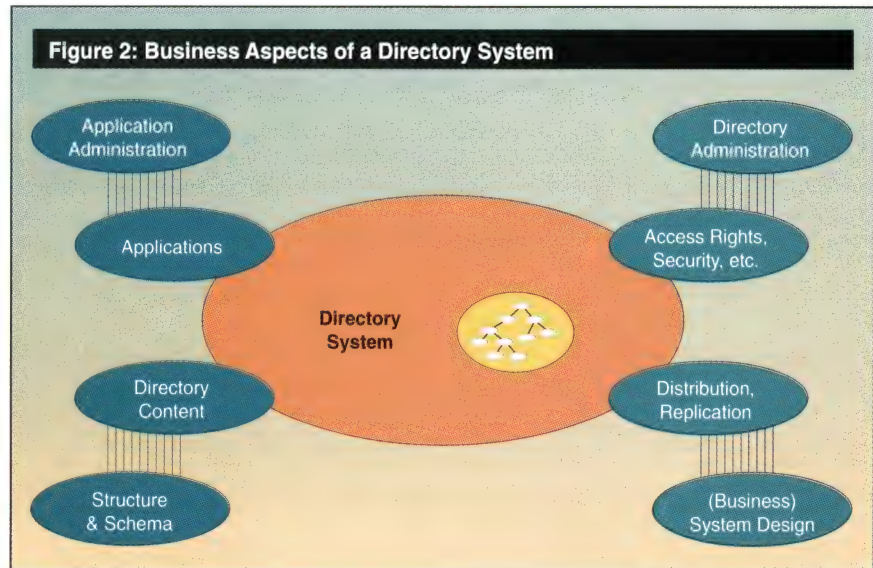 Figure 2: Business Aspects of a Directory System
Application
Administration
Directory
Administration
Applications
Access Rights,
Security, etc.
Directory
System
Directory
Content
Distribution,
Replication
Structure
& Schema
(Business)
System Design